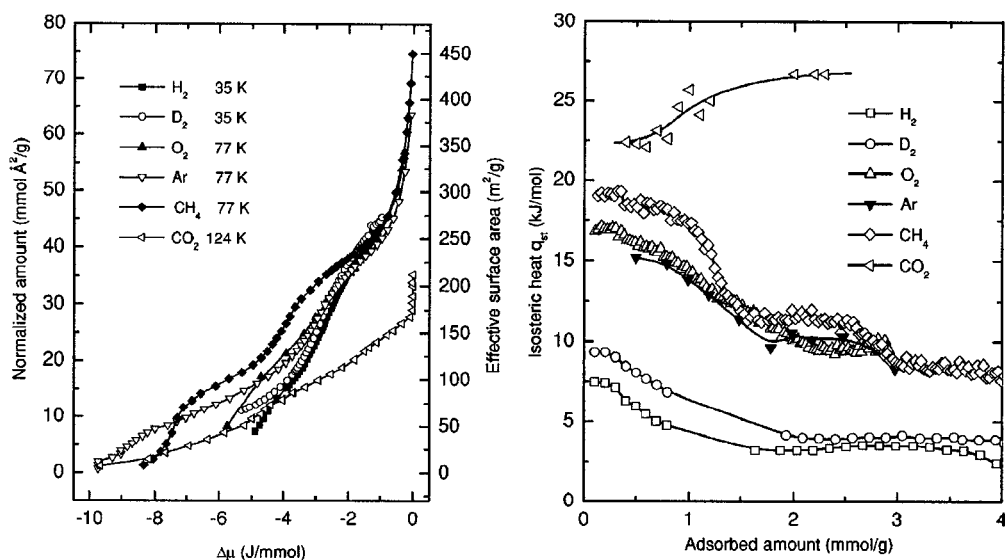 80
70
60
50
40
30
20
10
0
Normalized amount (mmol Å²/g)
H₂ 35 K
D₂ 35 K
O₂ 77 K
Ar 77 K
CH₄ 77 K
CO₂ 124 K
450
400
350
300
250
200
150
100
50
0
Effective surface area (m²/g)
-10 -8 -6 -4 -2 0
Δμ (J/mmol)
30
25
20
15
10
5
0
Isosteric heat qst (kJ/mol)
H₂
D₂
O₂
Ar
CH₄
CO₂
0 1 2 3 4
Adsorbed amount (mmol/g)